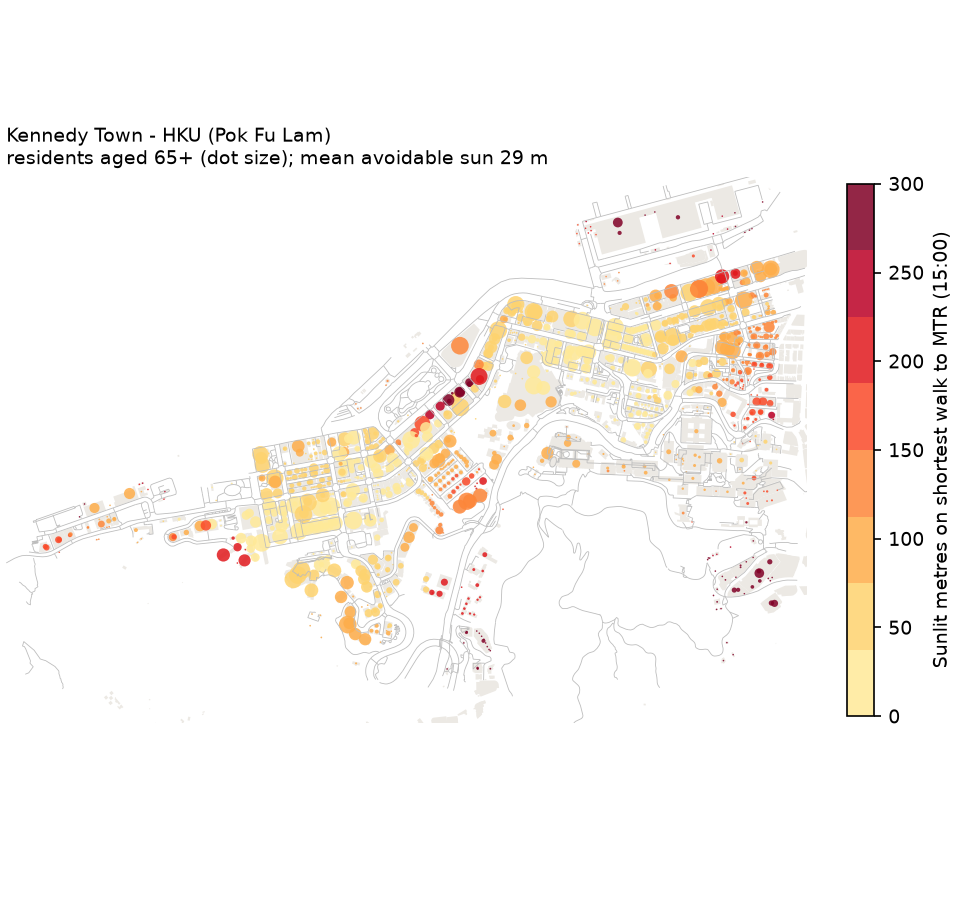 Kennedy Town - HKU (Pok Fu Lam)
residents aged 65+ (dot size); mean avoidable sun 29 m
300
250
200
150
100
50
0
Sunlit metres on shortest walk to MTR (15:00)